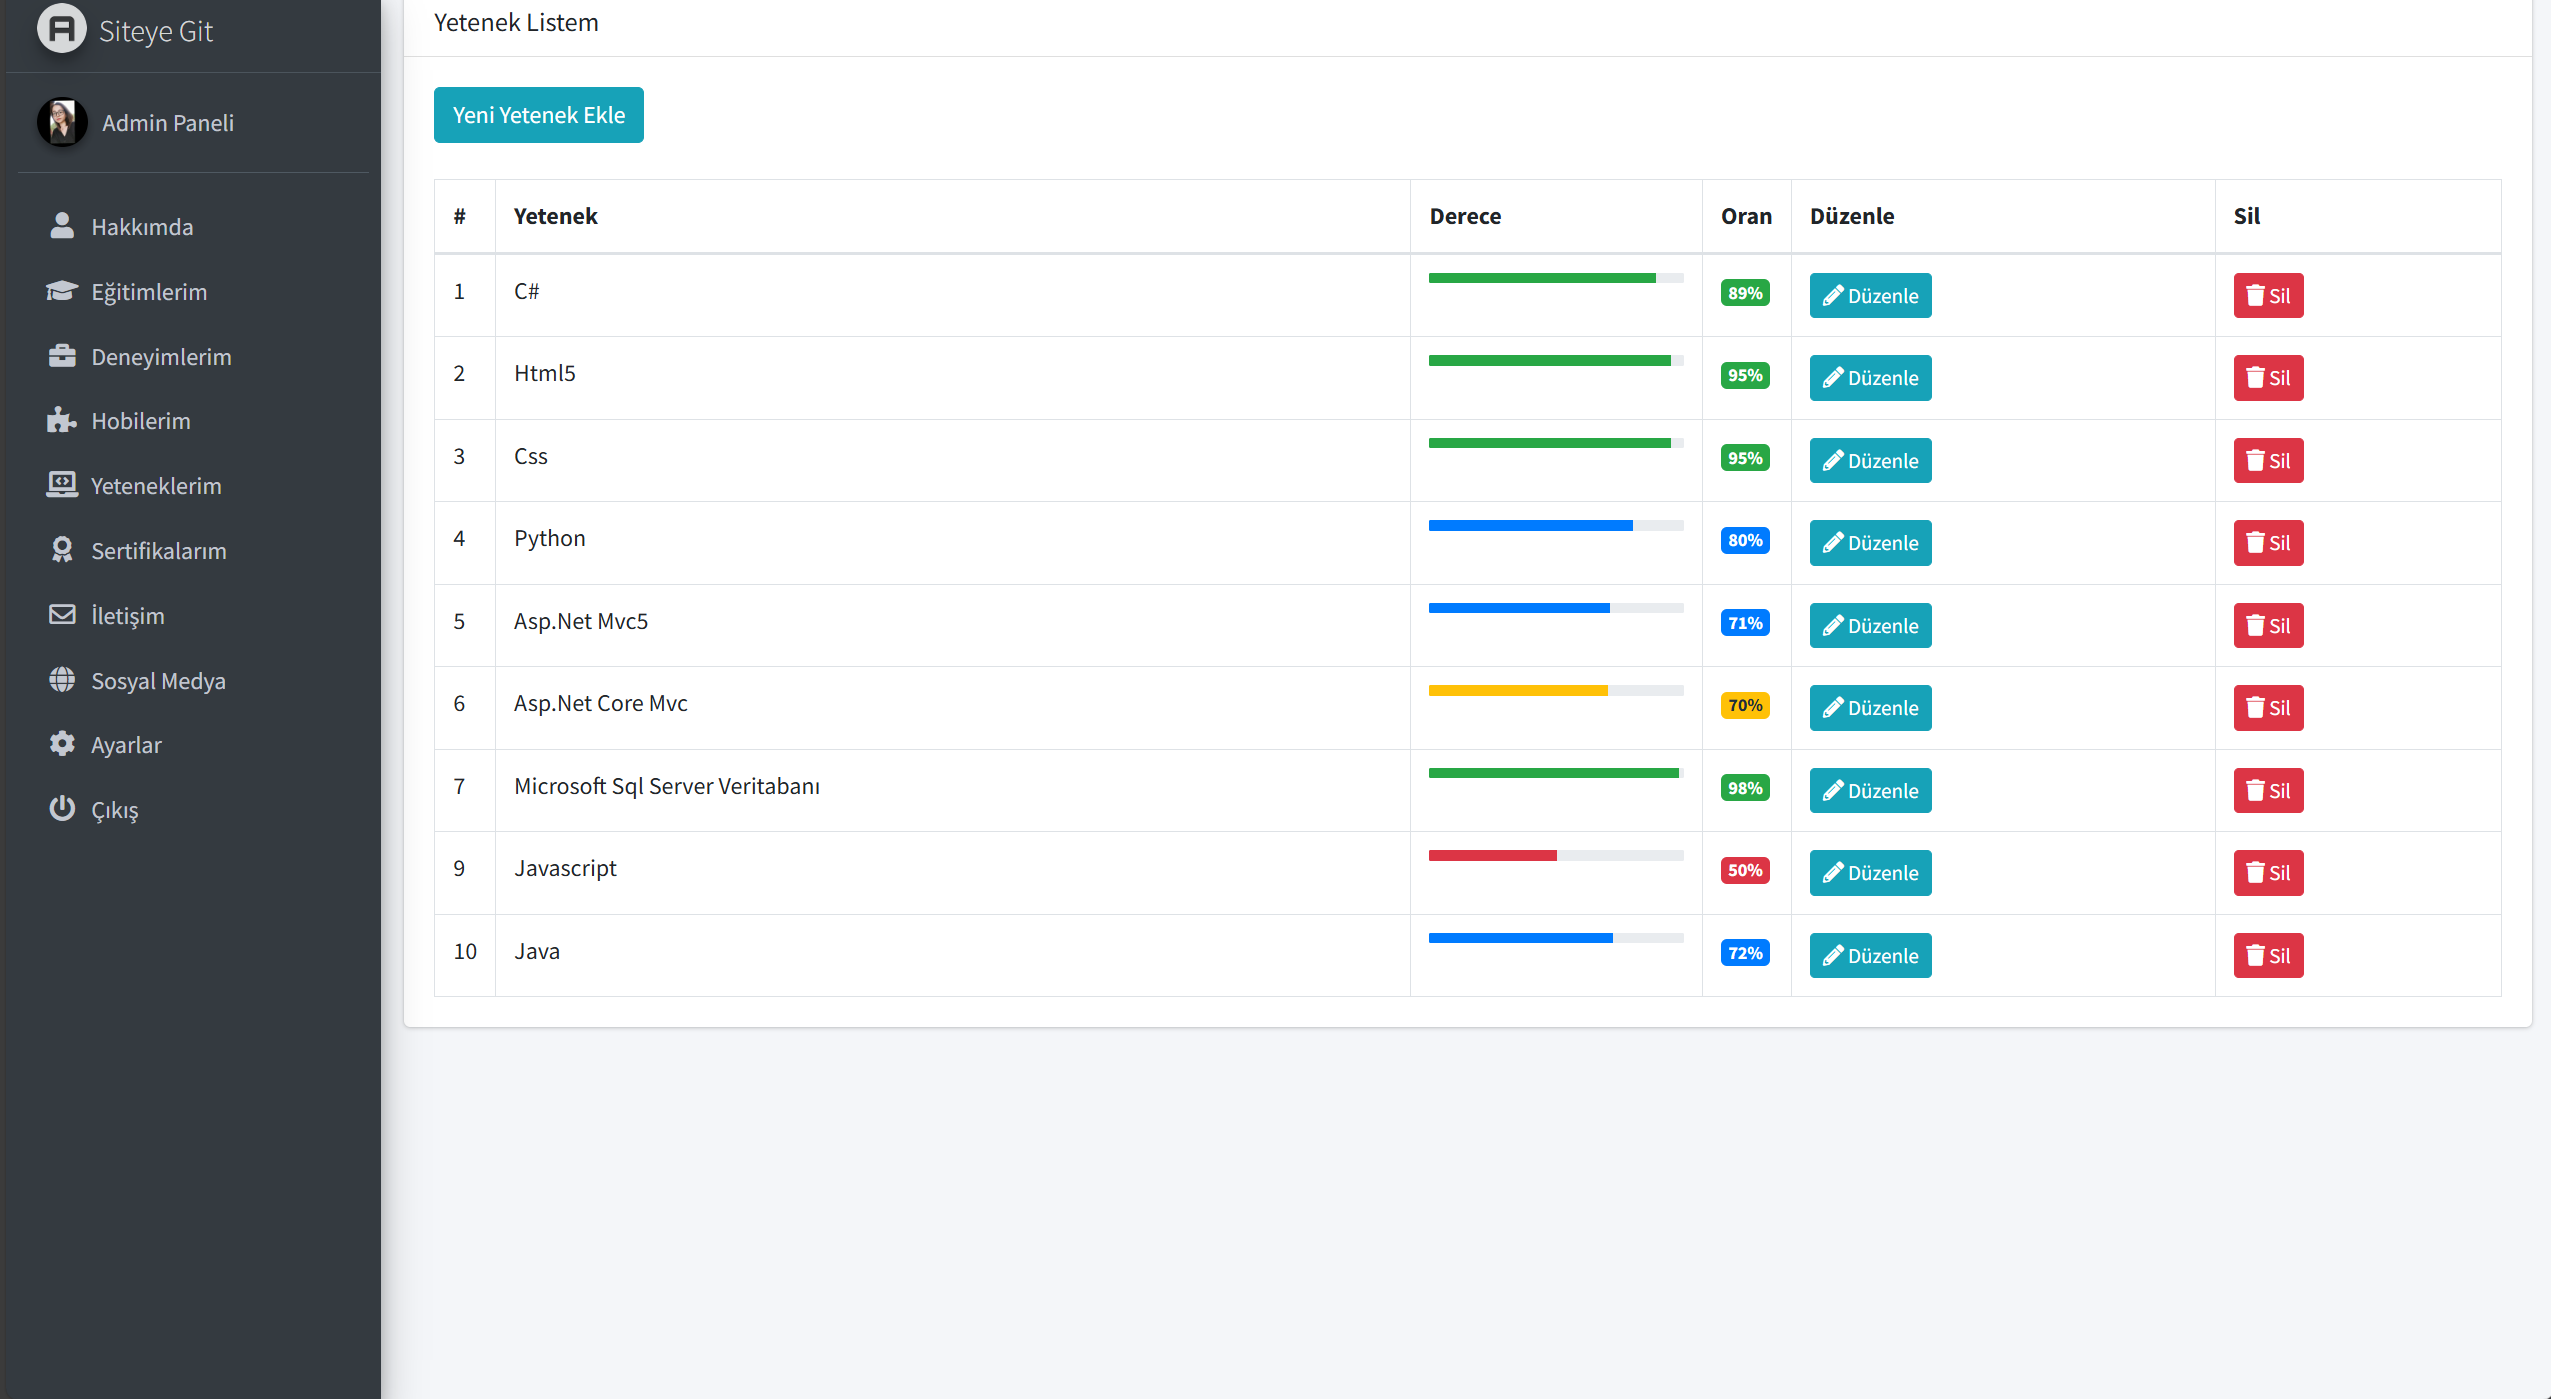 Siteye Git
Admin Paneli
Hakkımda
Eğitimlerim
Deneyimlerim
Hobilerim
Yeteneklerim
Sertifikalarım
İletişim
Sosyal Medya
Ayarlar
Çıkış
Yetenek Listem
Yeni Yetenek Ekle
# Yetenek Derece Oran Düzenle Sil
1 C# 89% Düzenle Sil
2 Html5 95% Düzenle Sil
3 Css 95% Düzenle Sil
4 Python 80% Düzenle Sil
5 Asp.Net Mvc5 71% Düzenle Sil
6 Asp.Net Core Mvc 70% Düzenle Sil
7 Microsoft Sql Server Veritabanı 98% Düzenle Sil
9 Javascript 50% Düzenle Sil
10 Java 72% Düzenle Sil